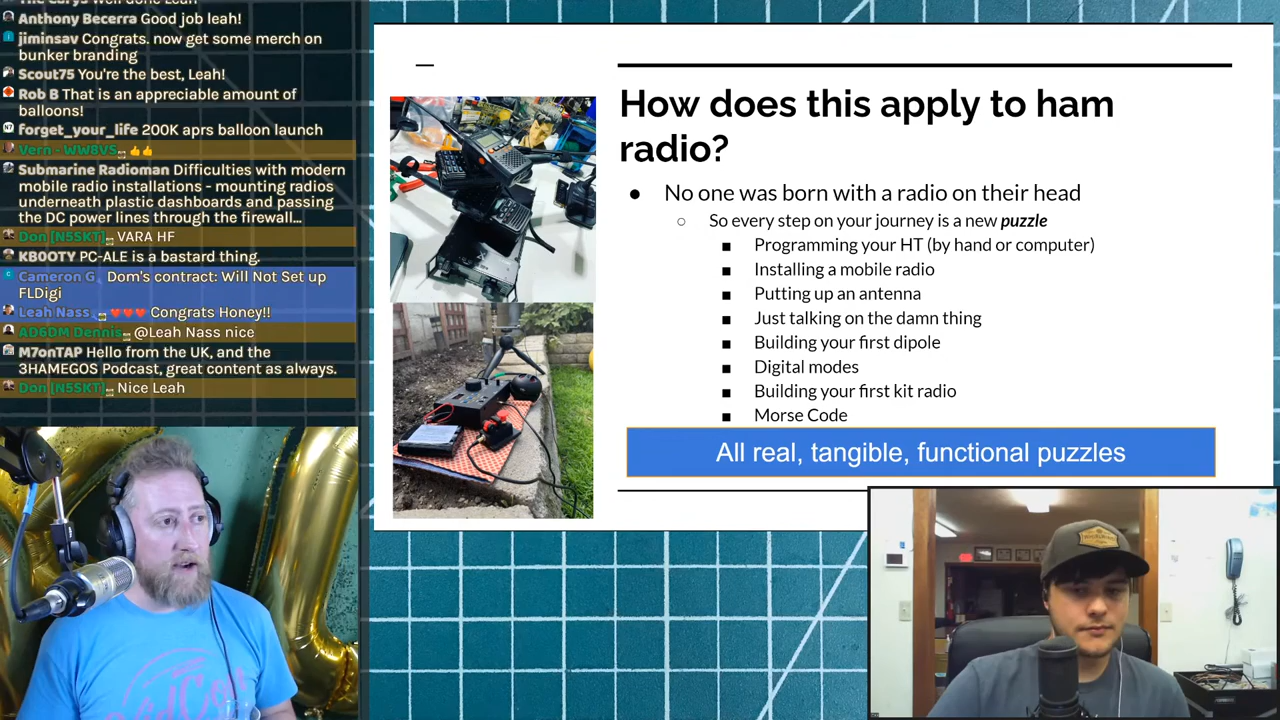 The Carys Well done Leah
Anthony Becerra Good job leah!
jiminsav Congrats. now get some merch on
bunker branding
Scout75 You're the best, Leah!
Rob B That is an appreciable amount of
balloons!
forget_your_life 200K aprs balloon launch
Vern - WW8VS
Submarine Radioman Difficulties with modern
mobile radio installations - mounting radios
underneath plastic dashboards and passing
the DC power lines through the firewall...
Don [N5SKT] VARA HF
KB0OTY PC-ALE is a bastard thing.
Cameron G Dom's contract: Will Not Set up
FLDigi
Leah Nass Congrats Honey!!
AD6DM Dennis @Leah Nass nice
M7onTAP Hello from the UK, and the
3HAMEGOS Podcast, great content as always.
Don [N5SKT] Nice Leah
How does this apply to ham
radio?
● No one was born with a radio on their head
○ So every step on your journey is a new puzzle
■ Programming your HT (by hand or computer)
■ Installing a mobile radio
■ Putting up an antenna
■ Just talking on the damn thing
■ Building your first dipole
■ Digital modes
■ Building your first kit radio
■ Morse Code
All real, tangible, functional puzzles